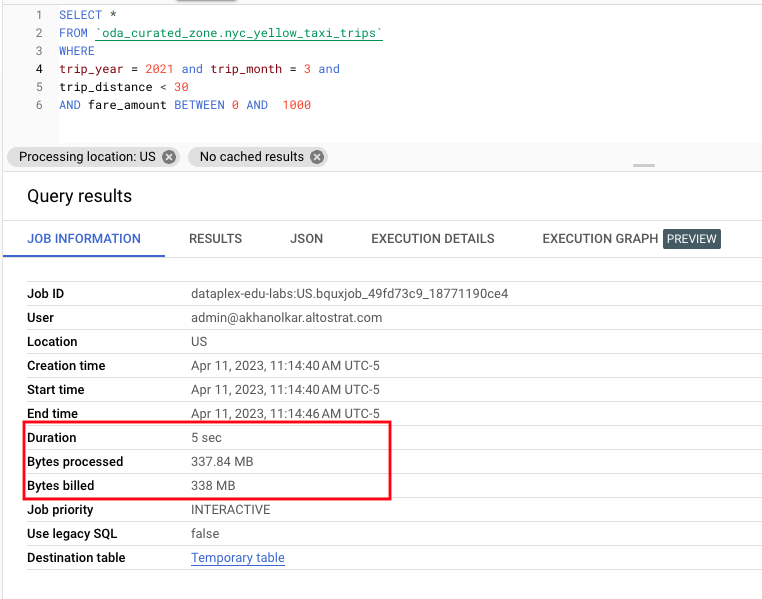 1 SELECT *
2 FROM `oda_curated_zone.nyc_yellow_taxi_trips`
3 WHERE
4 trip_year = 2021 and trip_month = 3 and
5 trip_distance < 30
6 AND fare_amount BETWEEN 0 AND  1000
Processing location: US No cached results
Query results
JOB INFORMATION RESULTS JSON EXECUTION DETAILS EXECUTION GRAPH PREVIEW
Job ID dataplex-edu-labs:US.bquxjob_49fd73c9_18771190ce4
User admin@akhanolkar.altostrat.com
Location US
Creation time Apr 11, 2023, 11:14:40 AM UTC-5
Start time Apr 11, 2023, 11:14:40 AM UTC-5
End time Apr 11, 2023, 11:14:46 AM UTC-5
Duration 5 sec
Bytes processed 337.84 MB
Bytes billed 338 MB
Job priority INTERACTIVE
Use legacy SQL false
Destination table Temporary table